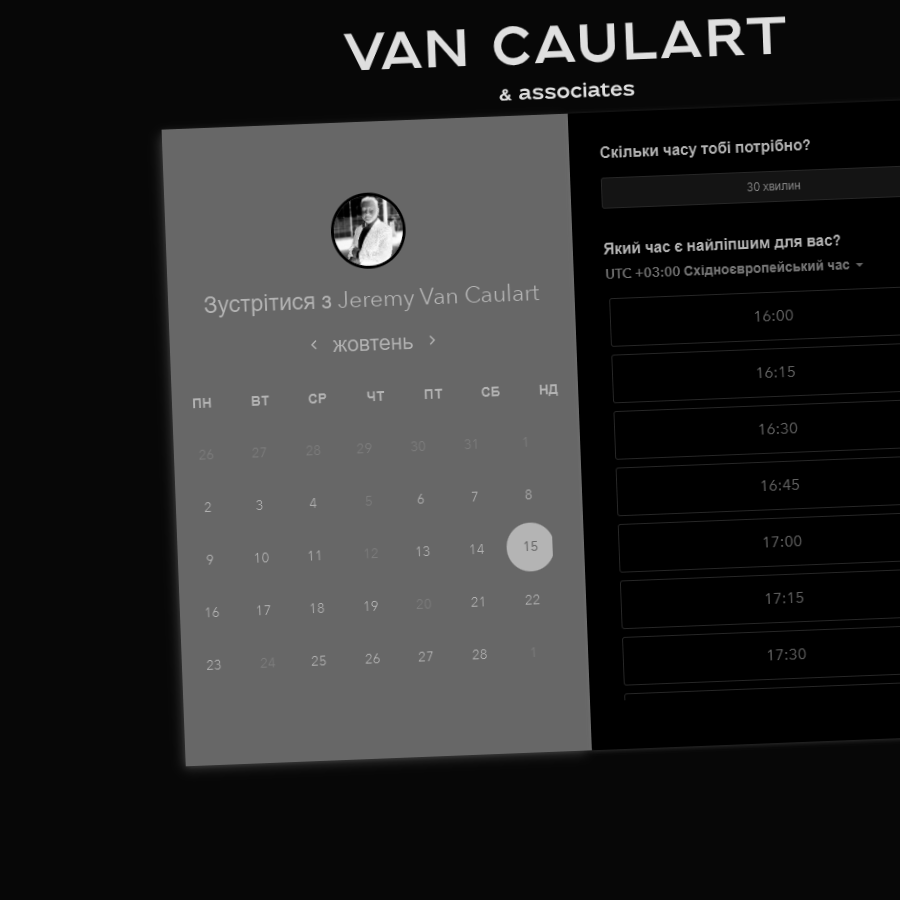 VAN CAULART
& associates
Зустрітися з Jeremy Van Caulart
жовтень
ПН ВТ СР ЧТ ПТ СБ НД
26 27 28 29 30 31 1
2 3 4 5 6 7 8
9 10 11 12 13 14 15
16 17 18 19 20 21 22
23 24 25 26 27 28 1
Скільки часу тобі потрібно?
30 хвилин
Який час є найліпшим для вас?
UTC +03:00 Східноєвропейський час
16:00
16:15
16:30
16:45
17:00
17:15
17:30